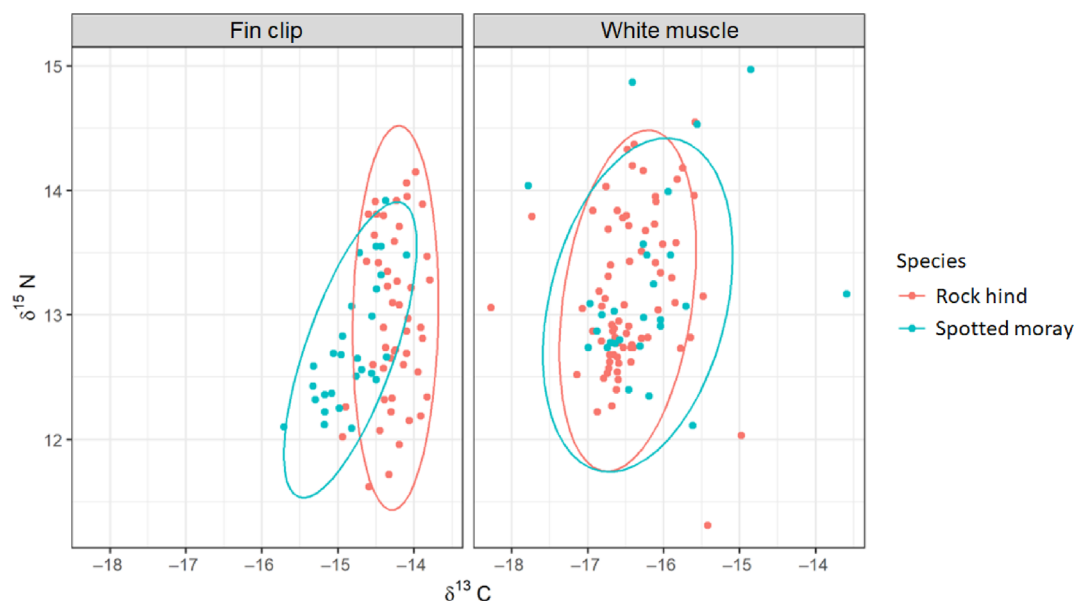 Fin clip White muscle
15
14
13
12
δ¹⁵ N
−18 −17 −16 −15 −14 −18 −17 −16 −15 −14
δ¹³ C
Species
Rock hind
Spotted moray